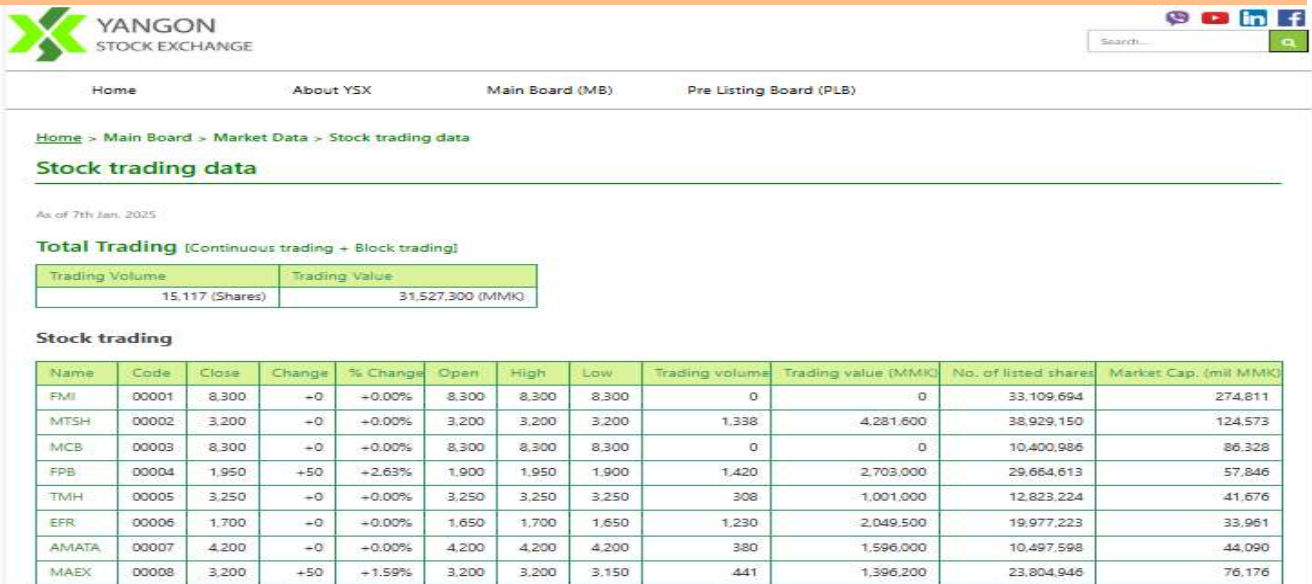 YANGON
STOCK EXCHANGE
Search...
Home About YSX Main Board (MB) Pre Listing Board (PLB)
Home > Main Board > Market Data > Stock trading data
Stock trading data
As of 7th Jan, 2025
Total Trading [Continuous trading + Block trading]
Trading Volume Trading Value
15,117 (Shares) 31,527,300 (MMK)
Stock trading
Name Code Close Change % Change Open High Low Trading volume Trading value (MMK) No. of listed shares Market Cap. (mil MMK)
FMI 00001 8,300 +0 +0.00% 8,300 8,300 8,300 0 0 33,109,694 274,811
MTSH 00002 3,200 +0 +0.00% 3,200 3,200 3,200 1,338 4,281,600 38,929,150 124,573
MCB 00003 8,300 +0 +0.00% 8,300 8,300 8,300 0 0 10,400,986 86,328
FPB 00004 1,950 +50 +2.63% 1,900 1,950 1,900 1,420 2,703,000 29,664,613 57,846
TMH 00005 3,250 +0 +0.00% 3,250 3,250 3,250 308 1,001,000 12,823,224 41,676
EFR 00006 1,700 +0 +0.00% 1,650 1,700 1,650 1,230 2,049,500 19,977,223 33,961
AMATA 00007 4,200 +0 +0.00% 4,200 4,200 4,200 380 1,596,000 10,497,598 44,090
MAEX 00008 3,200 +50 +1.59% 3,200 3,200 3,150 441 1,396,200 23,804,946 76,176